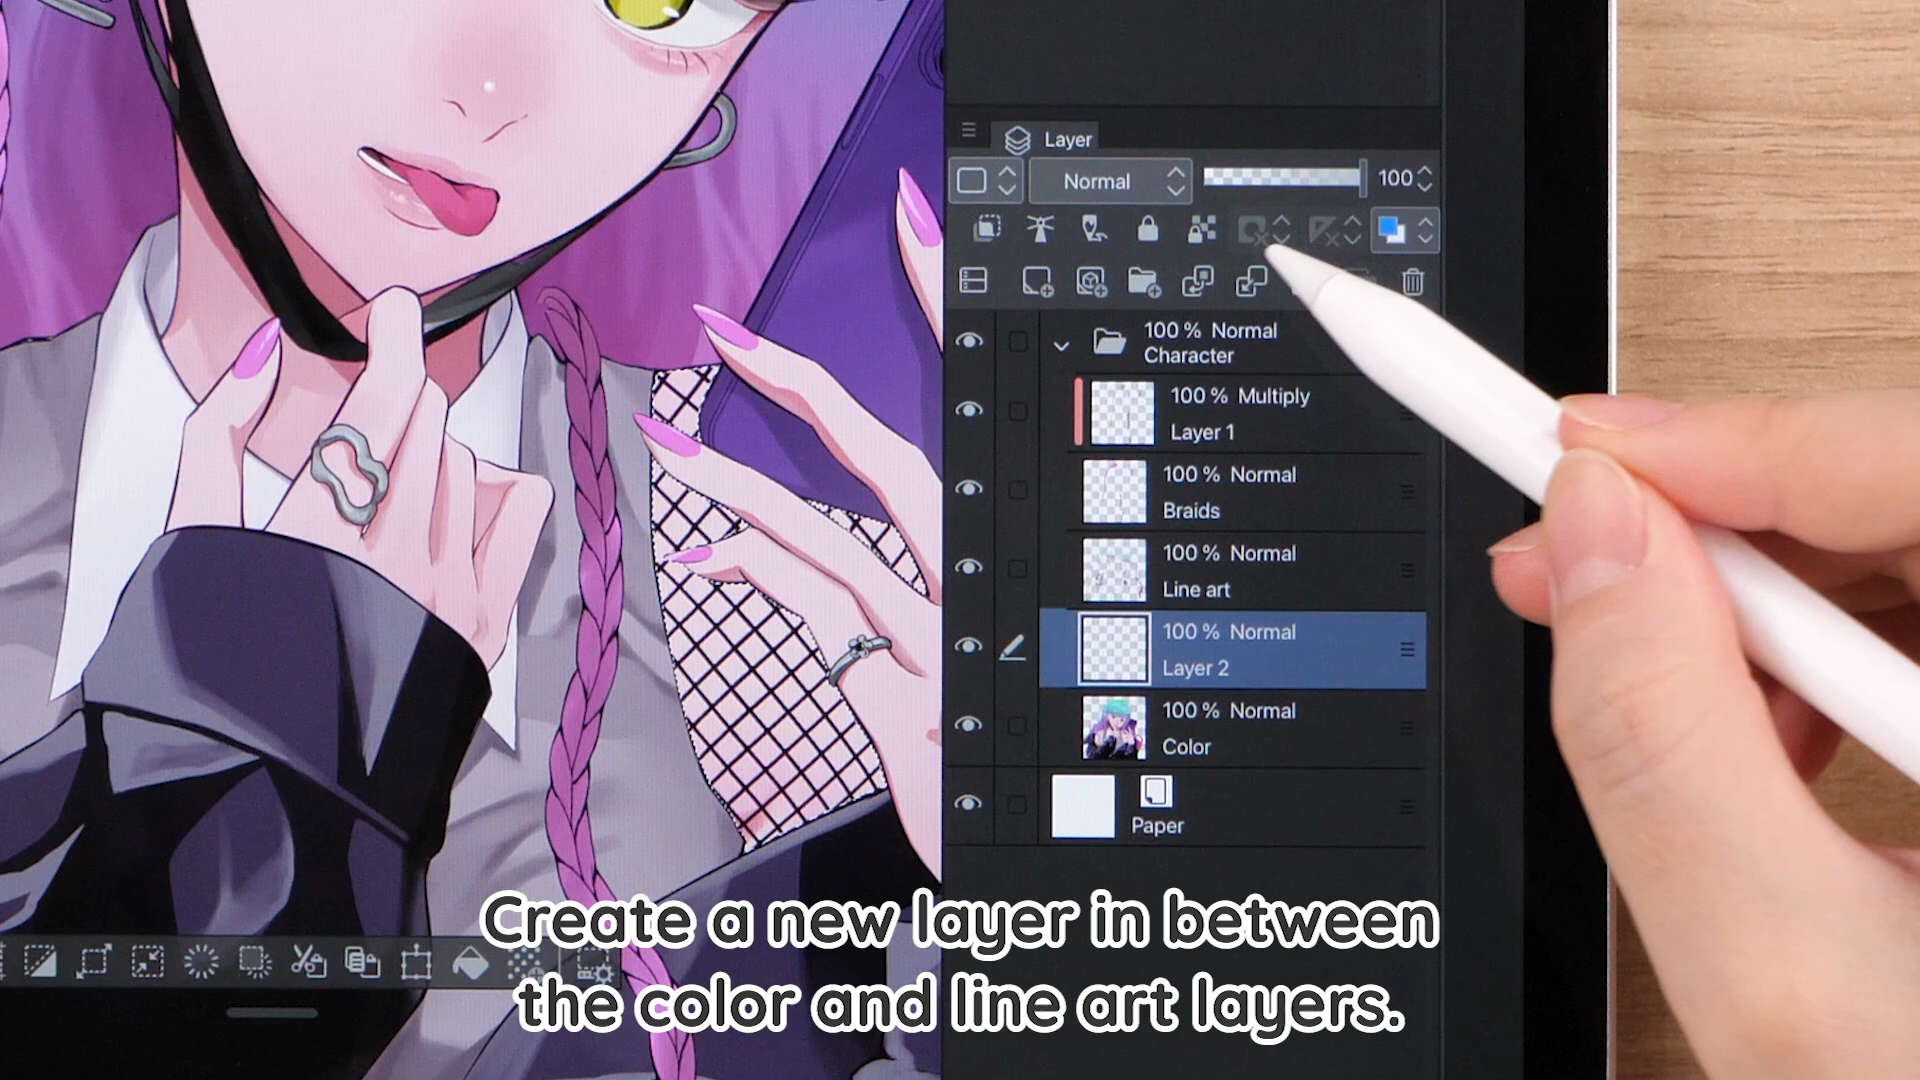 Layer
Normal
100
100 % Normal
Character
100 % Multiply
Layer 1
100 % Normal
Braids
100 % Normal
Line art
100 % Normal
Layer 2
100 % Normal
Color
Paper
Create a new layer in between
the color and line art layers.